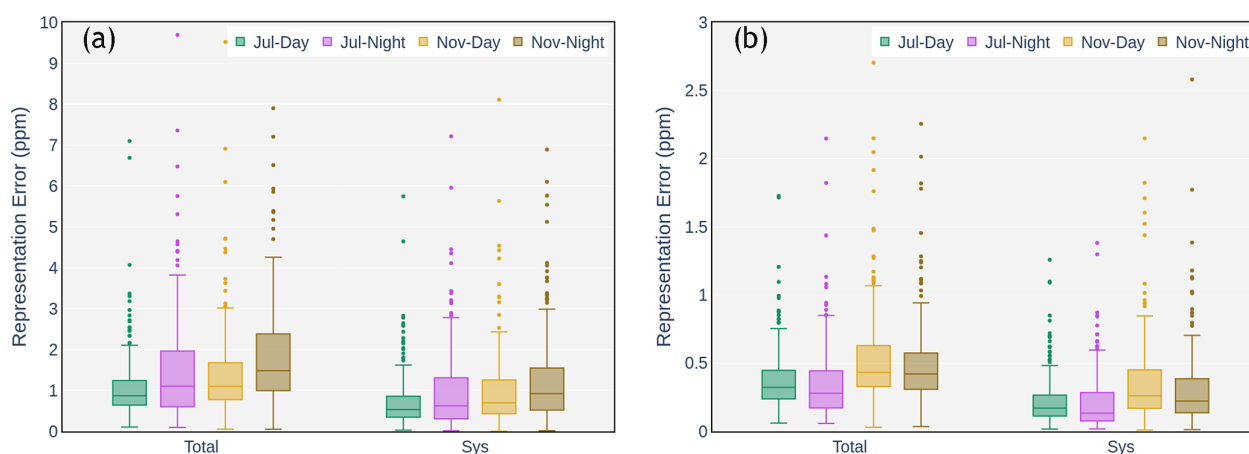 (a)
Jul-Day Jul-Night Nov-Day Nov-Night
Representation Error (ppm)
10
9
8
7
6
5
4
3
2
1
0
Total Sys
(b)
Jul-Day Jul-Night Nov-Day Nov-Night
Representation Error (ppm)
3
2.5
2
1.5
1
0.5
0
Total Sys